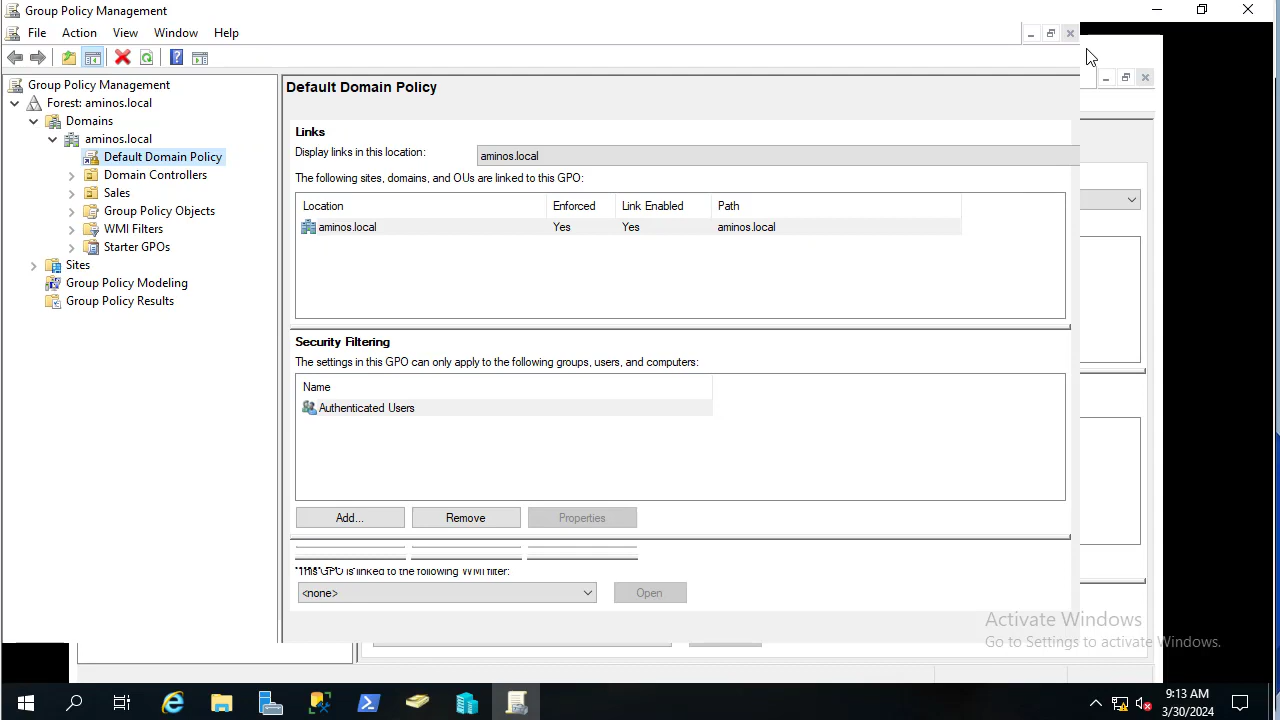 Group Policy Management
File Action View Window Help
Group Policy Management
Forest: aminos.local
Domains
aminos.local
Default Domain Policy
Domain Controllers
Sales
Group Policy Objects
WMI Filters
Starter GPOs
Sites
Group Policy Modeling
Group Policy Results
Default Domain Policy
Links
Display links in this location:
aminos.local
The following sites, domains, and OUs are linked to this GPO:
Location Enforced Link Enabled Path
aminos.local Yes Yes aminos.local
Security Filtering
The settings in this GPO can only apply to the following groups, users, and computers:
Name
Authenticated Users
Add... Remove Properties
This GPO is linked to the following WMI filter:
<none> Open
Activate Windows
Go to Settings to activate Windows.
9:13 AM
3/30/2024